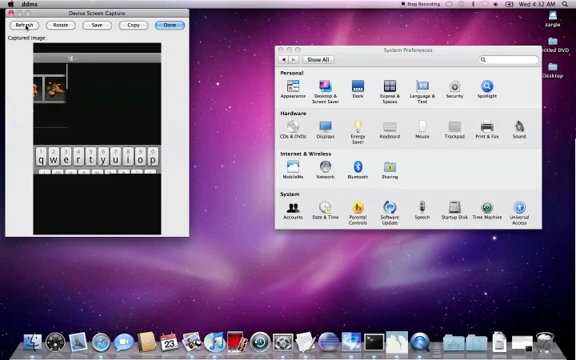 ddms
Stop Recording
Wed 4:32 AM
Device Screen Capture
Refresh Rotate Save Copy Done
Captured image:
q w e r t y u i o p
System Preferences
Show All
Personal
Appearance Desktop & Screen Saver Dock Exposé & Spaces Language & Text Security Spotlight
Hardware
CDs & DVDs Displays Energy Saver Keyboard Mouse Trackpad Print & Fax Sound
Internet & Wireless
MobileMe Network Bluetooth Sharing
System
Accounts Date & Time Parental Controls Software Update Speech Startup Disk Time Machine Universal Access
zargle
Untitled DVD
Desktop